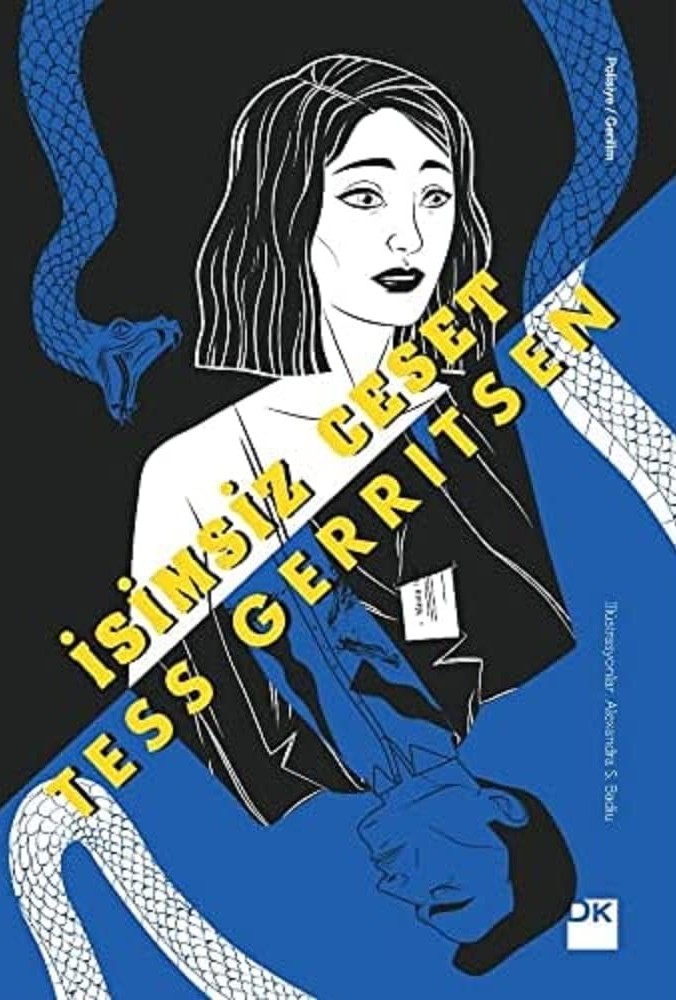 Polisiye / Gerilim
İSİMSİZ CESET
TESS GERRITSEN
İllüstrasyonlar: Alexandra S. Badiu
DK